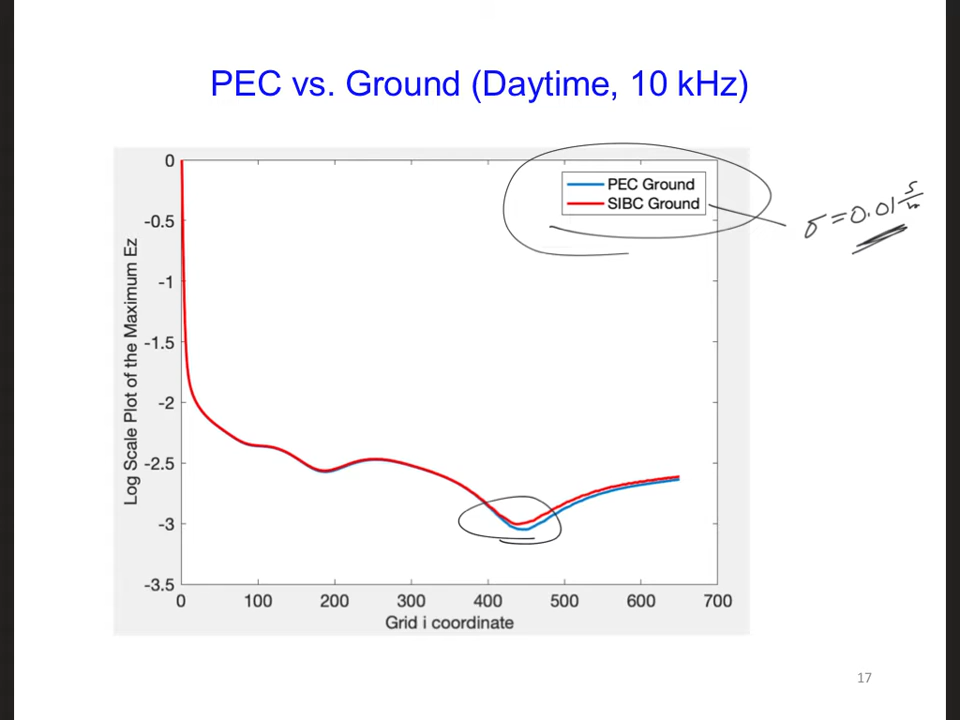 PEC vs. Ground (Daytime, 10 kHz)
PEC Ground
SIBC Ground
σ = 0.01 S/m
Log Scale Plot of the Maximum Ez
0
-0.5
-1
-1.5
-2
-2.5
-3
-3.5
0 100 200 300 400 500 600 700
Grid i coordinate
17